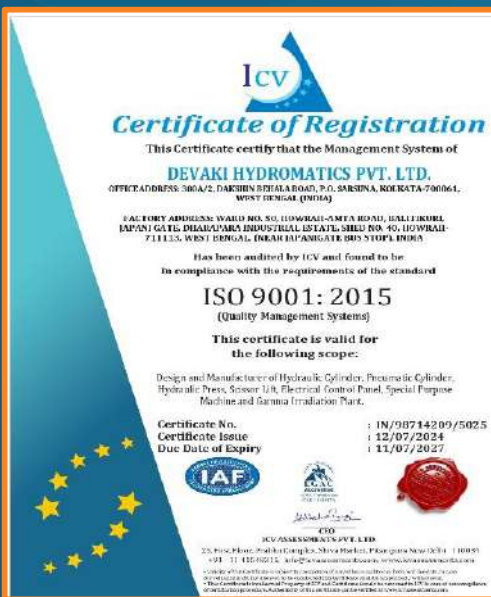 Icv
Certificate of Registration
This Certificate certify that the Management System of
DEVAKI HYDROMATICS PVT. LTD.
OFFICE ADDRESS: 300A/2, DAKSHIN BEHALA ROAD, P.O. SARSUNA, KOLKATA-700061,
WEST BENGAL (INDIA)
FACTORY ADDRESS: WARD NO. 50, HOWRAH-AMTA ROAD, BALITIKURI,
JAPANI GATE, DHARAPARA INDUSTRIAL ESTATE, SHED NO. 40, HOWRAH-
711113, WEST BENGAL, (NEAR JAPANIGATE BUS STOP), INDIA
Has been audited by ICV and found to be
In compliance with the requirements of the standard
ISO 9001: 2015
(Quality Management Systems)
This certificate is valid for
the following scope:
Design and Manufacturer of Hydraulic Cylinder, Pneumatic Cylinder,
Hydraulic Press, Scissor Lift, Electrical Control Panel, Special Purpose
Machine and Gamma Irradiation Plant.
Certificate No. : IN/98714209/5025
Certificate Issue : 12/07/2024
Due Date of Expiry : 11/07/2027
IAF
CEO
ICV ASSESSMENTS PVT. LTD.